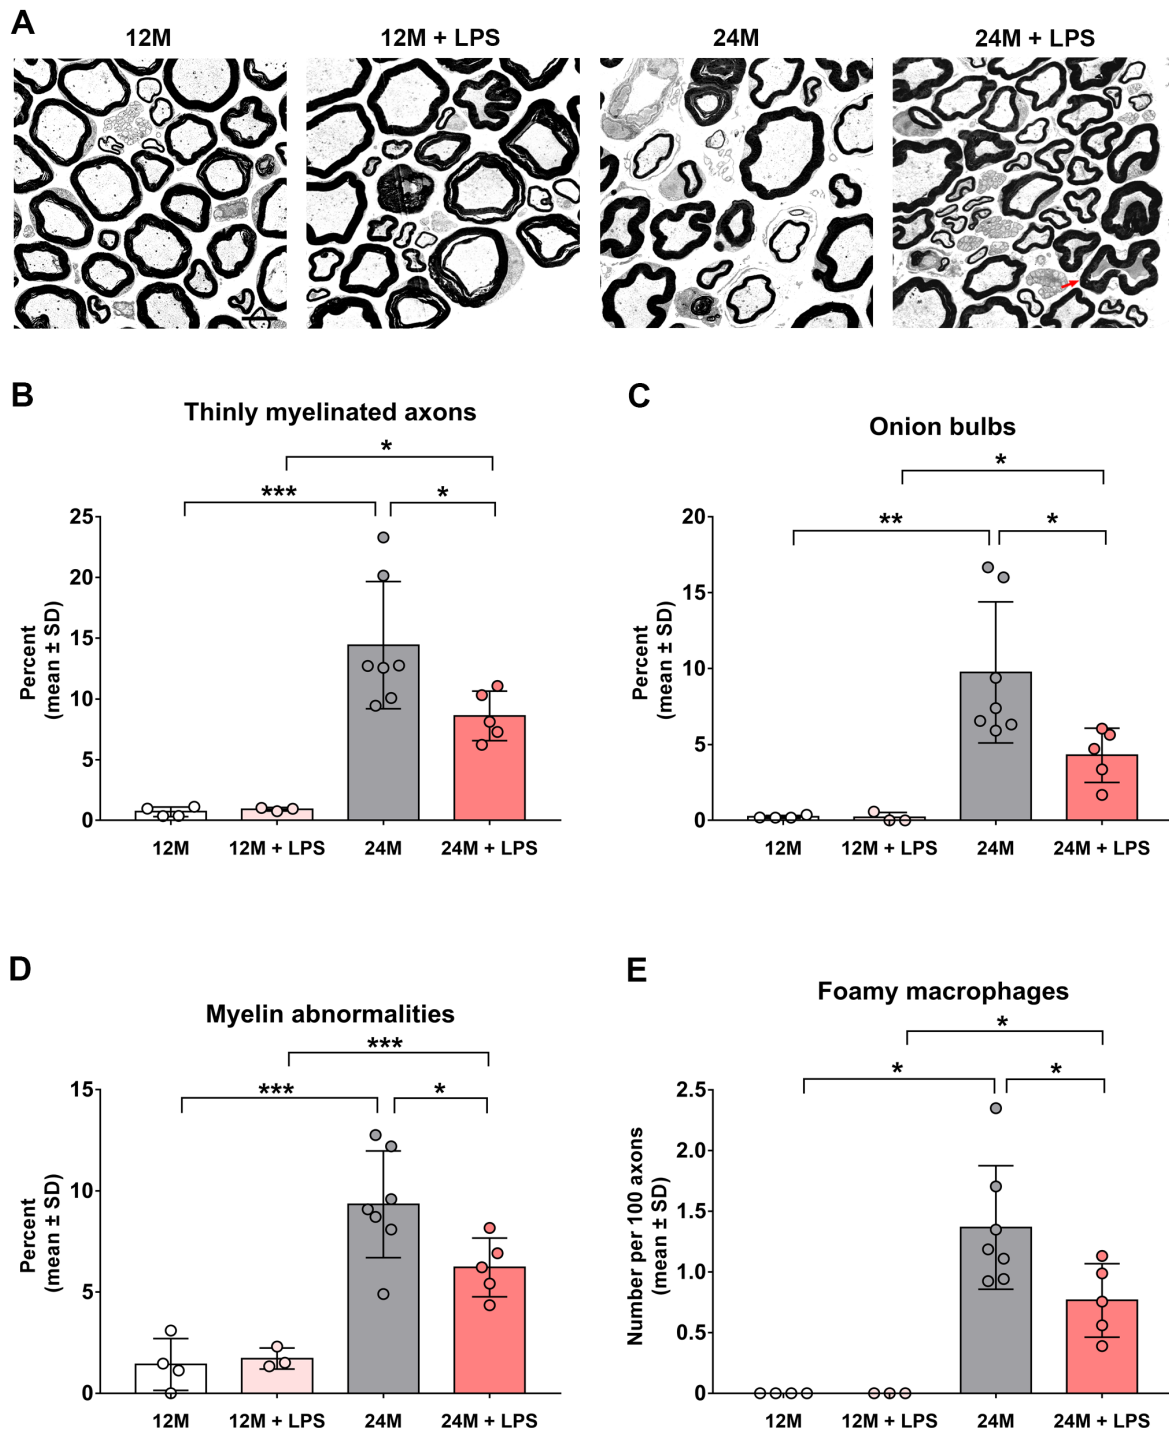 A
12M
12M + LPS
24M
24M + LPS
B
Thinly myelinated axons
*
***
*
Percent
(mean ± SD)
25
20
15
10
5
0
12M
12M + LPS
24M
24M + LPS
C
Onion bulbs
*
**
*
Percent
(mean ± SD)
20
15
10
5
0
12M
12M + LPS
24M
24M + LPS
D
Myelin abnormalities
***
***
*
Percent
(mean ± SD)
15
10
5
0
12M
12M + LPS
24M
24M + LPS
E
Foamy macrophages
*
*
*
Number per 100 axons
(mean ± SD)
2.5
2.0
1.5
1.0
0.5
0
12M
12M + LPS
24M
24M + LPS